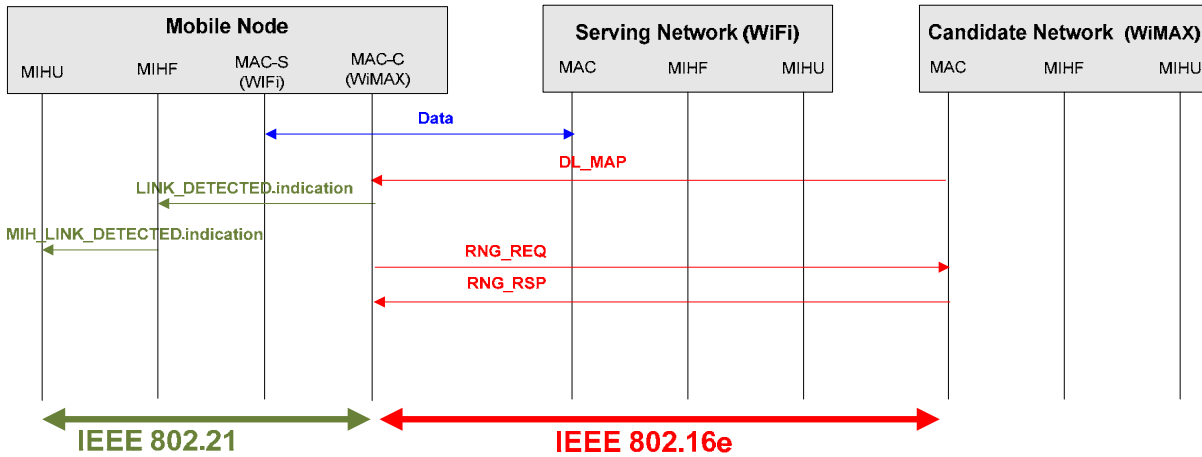 Mobile Node
Serving Network (WiFi)
Candidate Network (WiMAX)
MIHU
MIHF
MAC-S
(WIFi)
MAC-C
(WiMAX)
MAC
MIHF
MIHU
MAC
MIHF
MIHU
Data
DL_MAP
LINK_DETECTED.indication
MIH_LINK_DETECTED.indication
RNG_REQ
RNG_RSP
IEEE 802.21
IEEE 802.16e